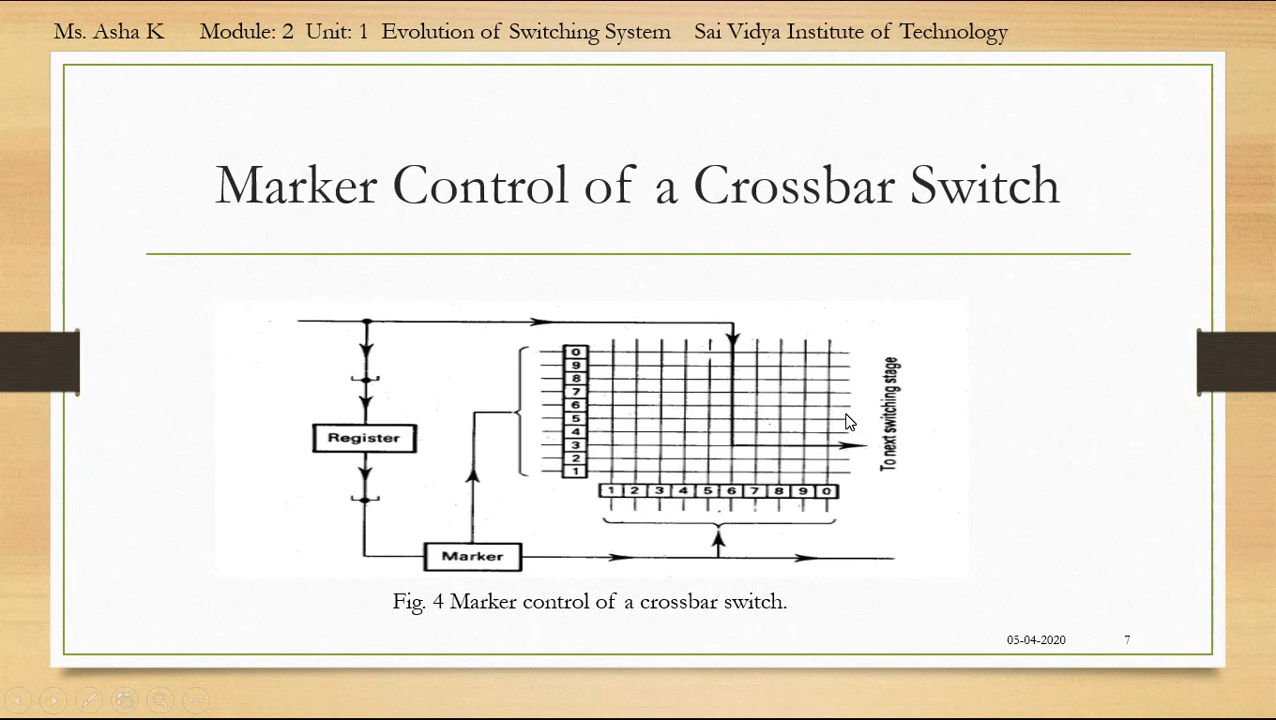 Ms. Asha K Module: 2 Unit: 1 Evolution of Switching System Sai Vidya Institute of Technology
Marker Control of a Crossbar Switch
0
9
8
7
6
5
4
3
2
1
To next switching stage
Register
1 2 3 4 5 6 7 8 9 0
Marker
Fig. 4 Marker control of a crossbar switch.
05-04-2020 7